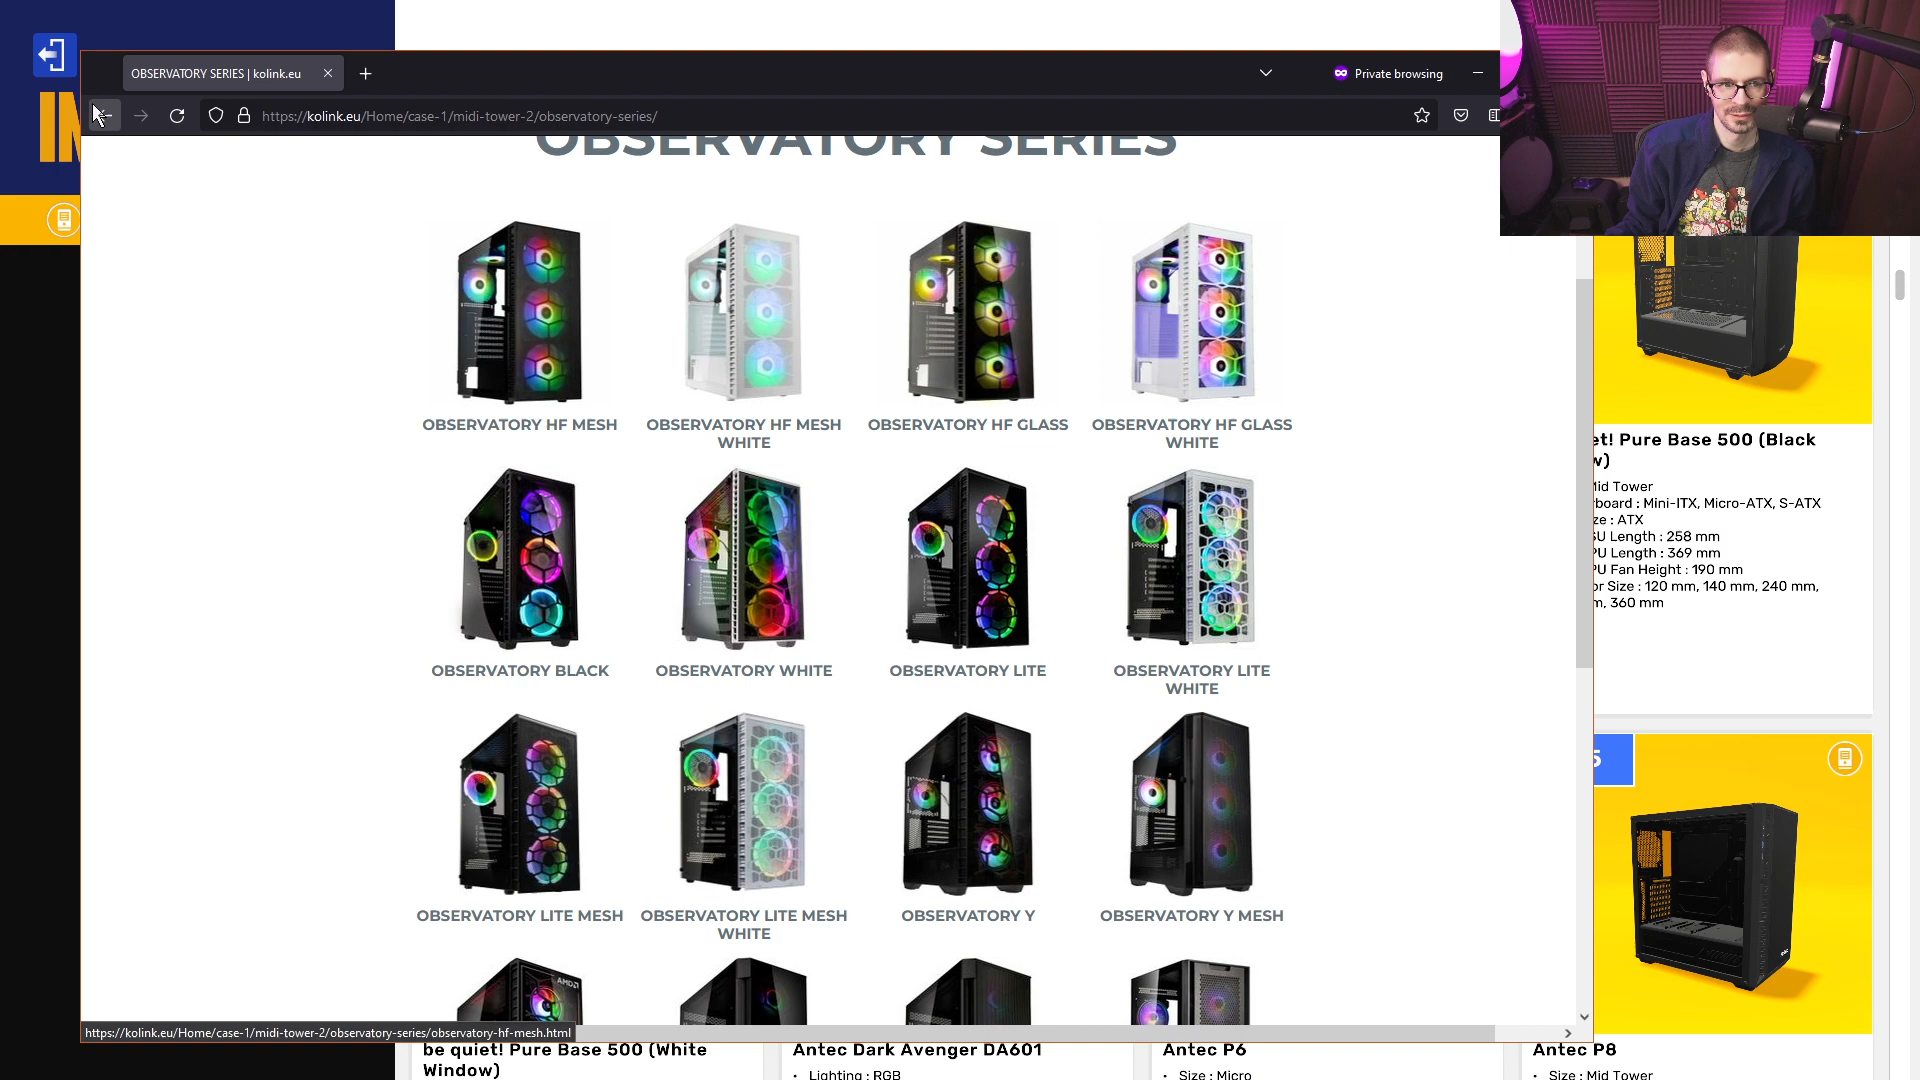 OBSERVATORY SERIES | kolink.eu
Private browsing
https://kolink.eu/Home/case-1/midi-tower-2/observatory-series/
OBSERVATORY SERIES
OBSERVATORY HF MESH
OBSERVATORY HF MESH
WHITE
OBSERVATORY HF GLASS
OBSERVATORY HF GLASS
WHITE
OBSERVATORY BLACK
OBSERVATORY WHITE
OBSERVATORY LITE
OBSERVATORY LITE
WHITE
OBSERVATORY LITE MESH
OBSERVATORY LITE MESH
WHITE
OBSERVATORY Y
OBSERVATORY Y MESH
AMD
https://kolink.eu/Home/case-1/midi-tower-2/observatory-series/observatory-hf-mesh.html
et! Pure Base 500 (Black
w)
Mid Tower
rboard : Mini-ITX, Micro-ATX, S-ATX
ze : ATX
SU Length : 258 mm
PU Length : 369 mm
PU Fan Height : 190 mm
or Size : 120 mm, 140 mm, 240 mm,
m, 360 mm
be quiet! Pure Base 500 (White
Window)
Antec Dark Avenger DA601
• Lighting : RGB
Antec P6
• Size : Micro
Antec P8
• Size : Mid Tower